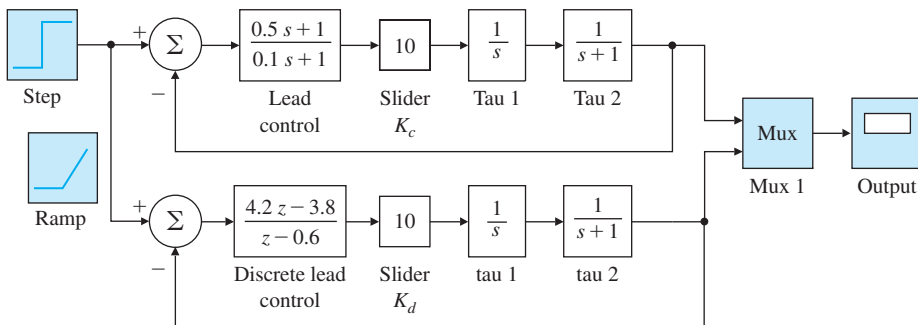 Step
Ramp
+
Σ
−
0.5 s + 1
0.1 s + 1
Lead
control
10
Slider
K_c
1
s
Tau 1
1
s + 1
Tau 2
+
Σ
−
4.2 z − 3.8
z − 0.6
Discrete lead
control
10
Slider
K_d
1
s
tau 1
1
s + 1
tau 2
Mux
Mux 1
Output